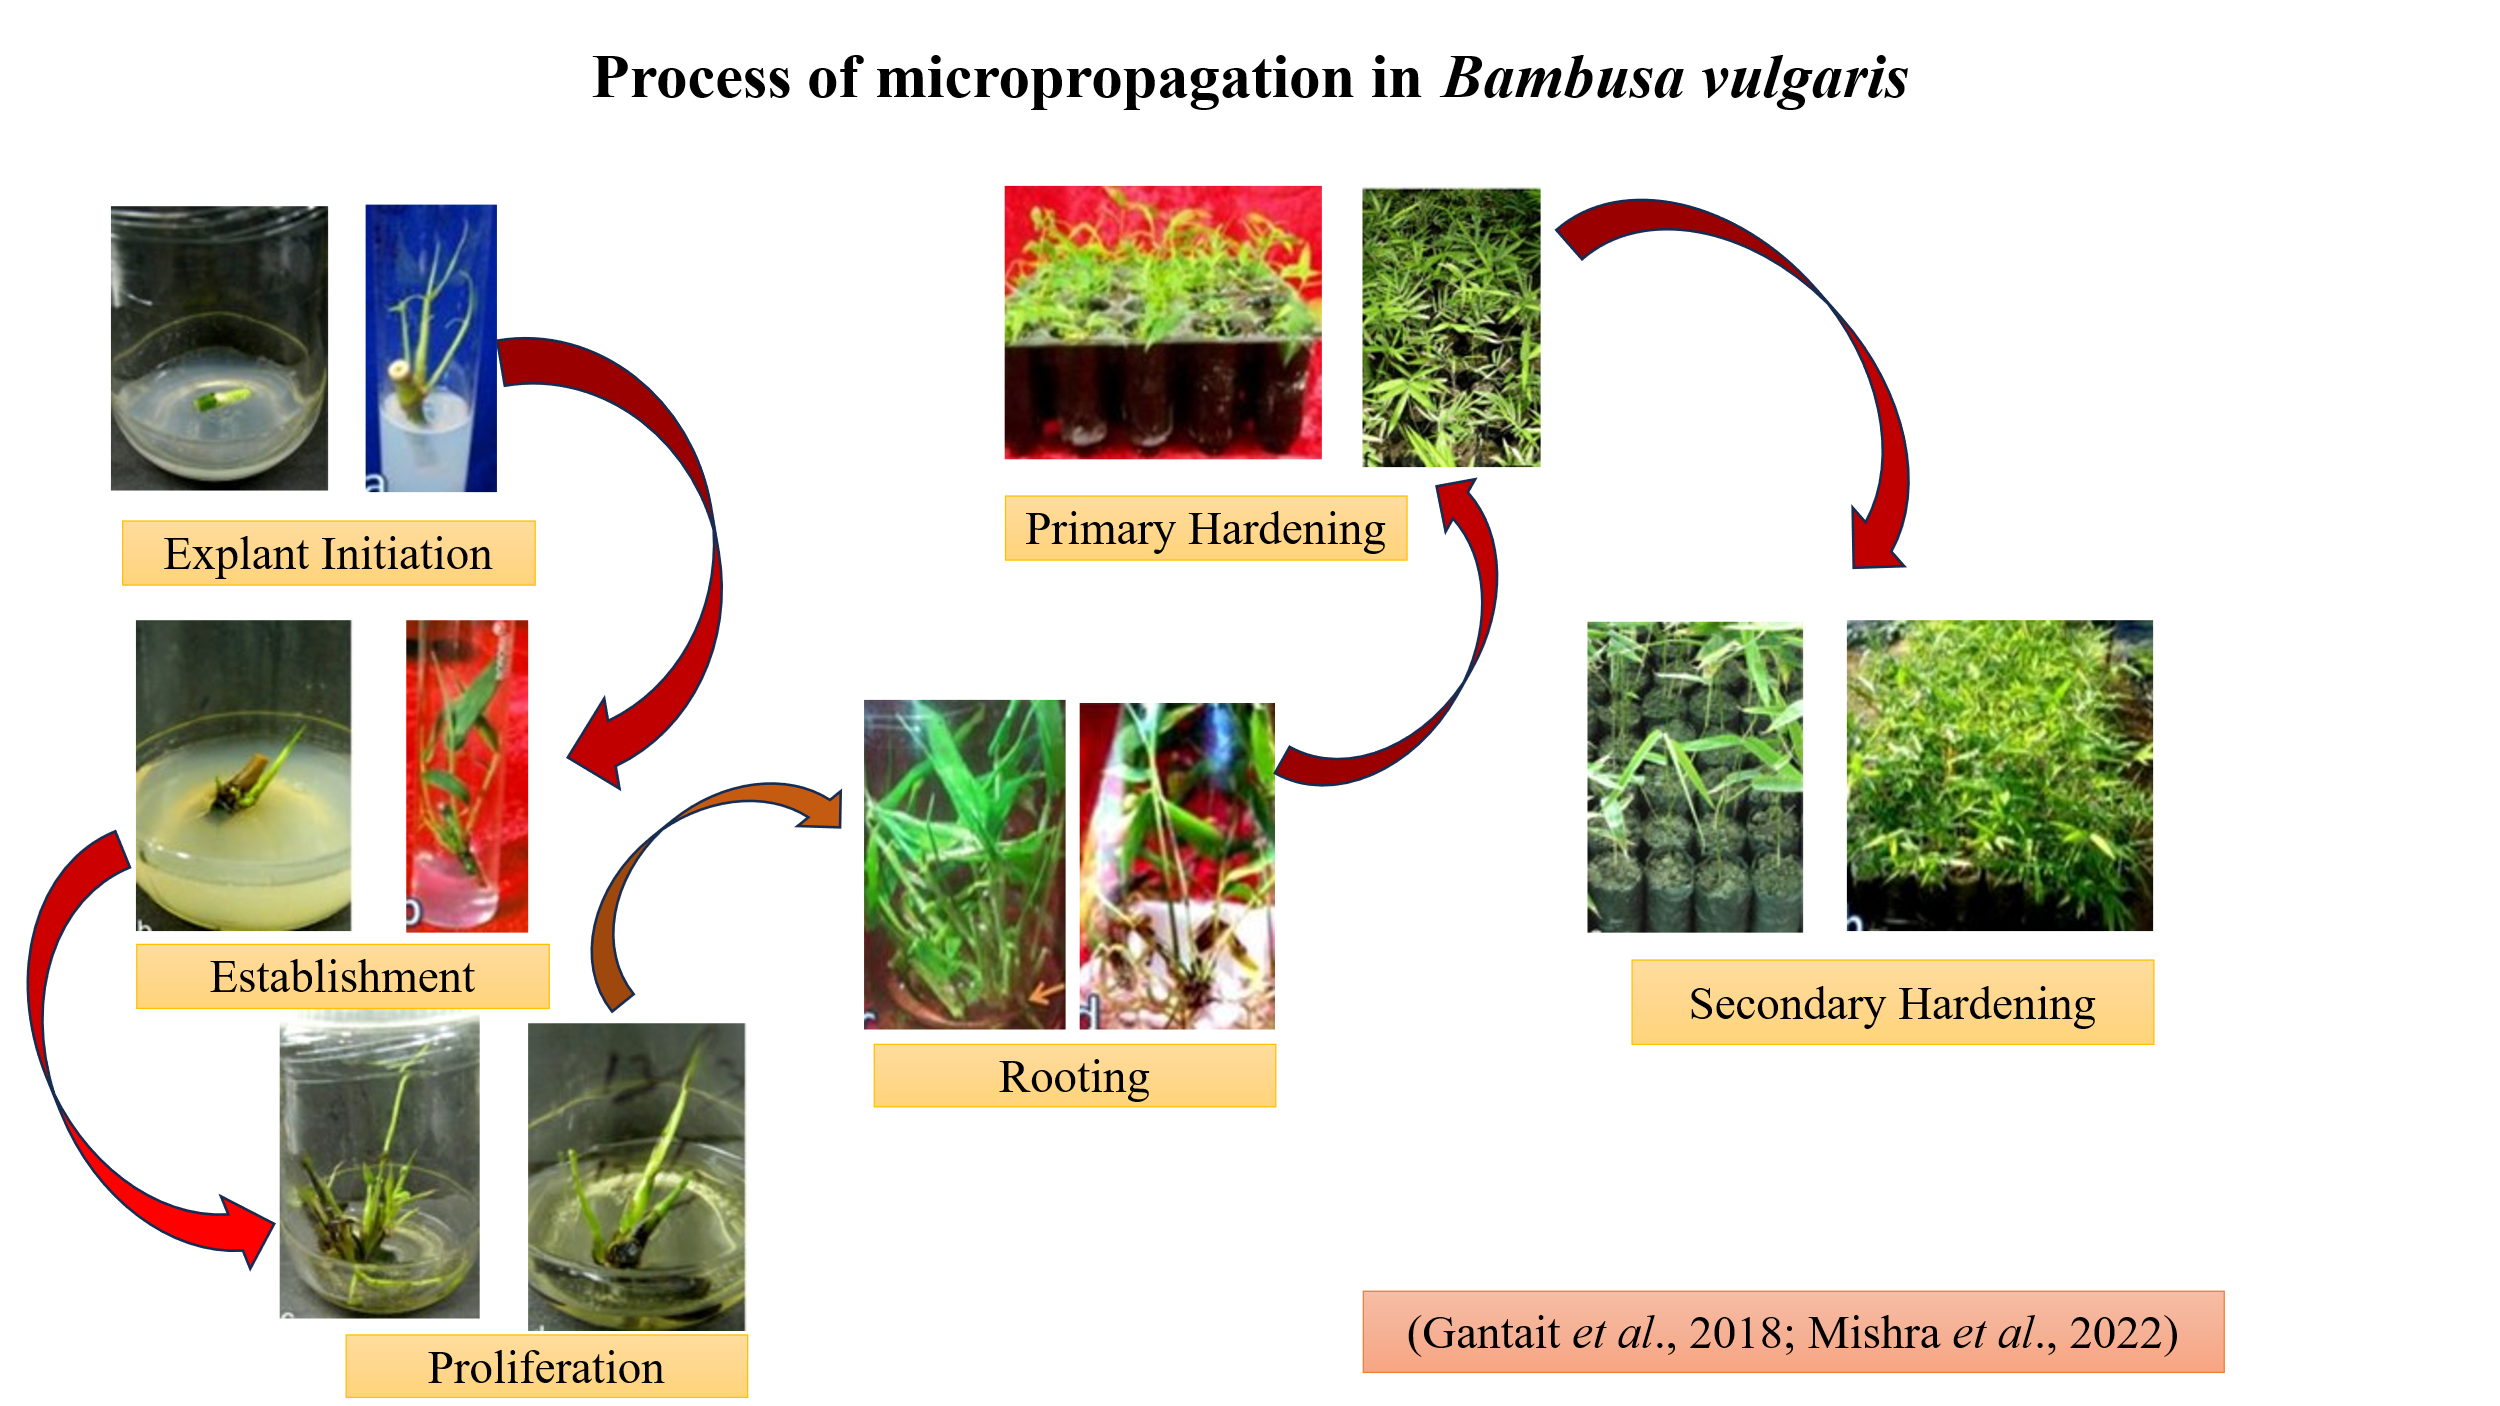 Process of micropropagation in Bambusa vulgaris
a
Explant Initiation
Primary Hardening
b
Establishment
d
Rooting
Secondary Hardening
Proliferation
(Gantait et al., 2018; Mishra et al., 2022)